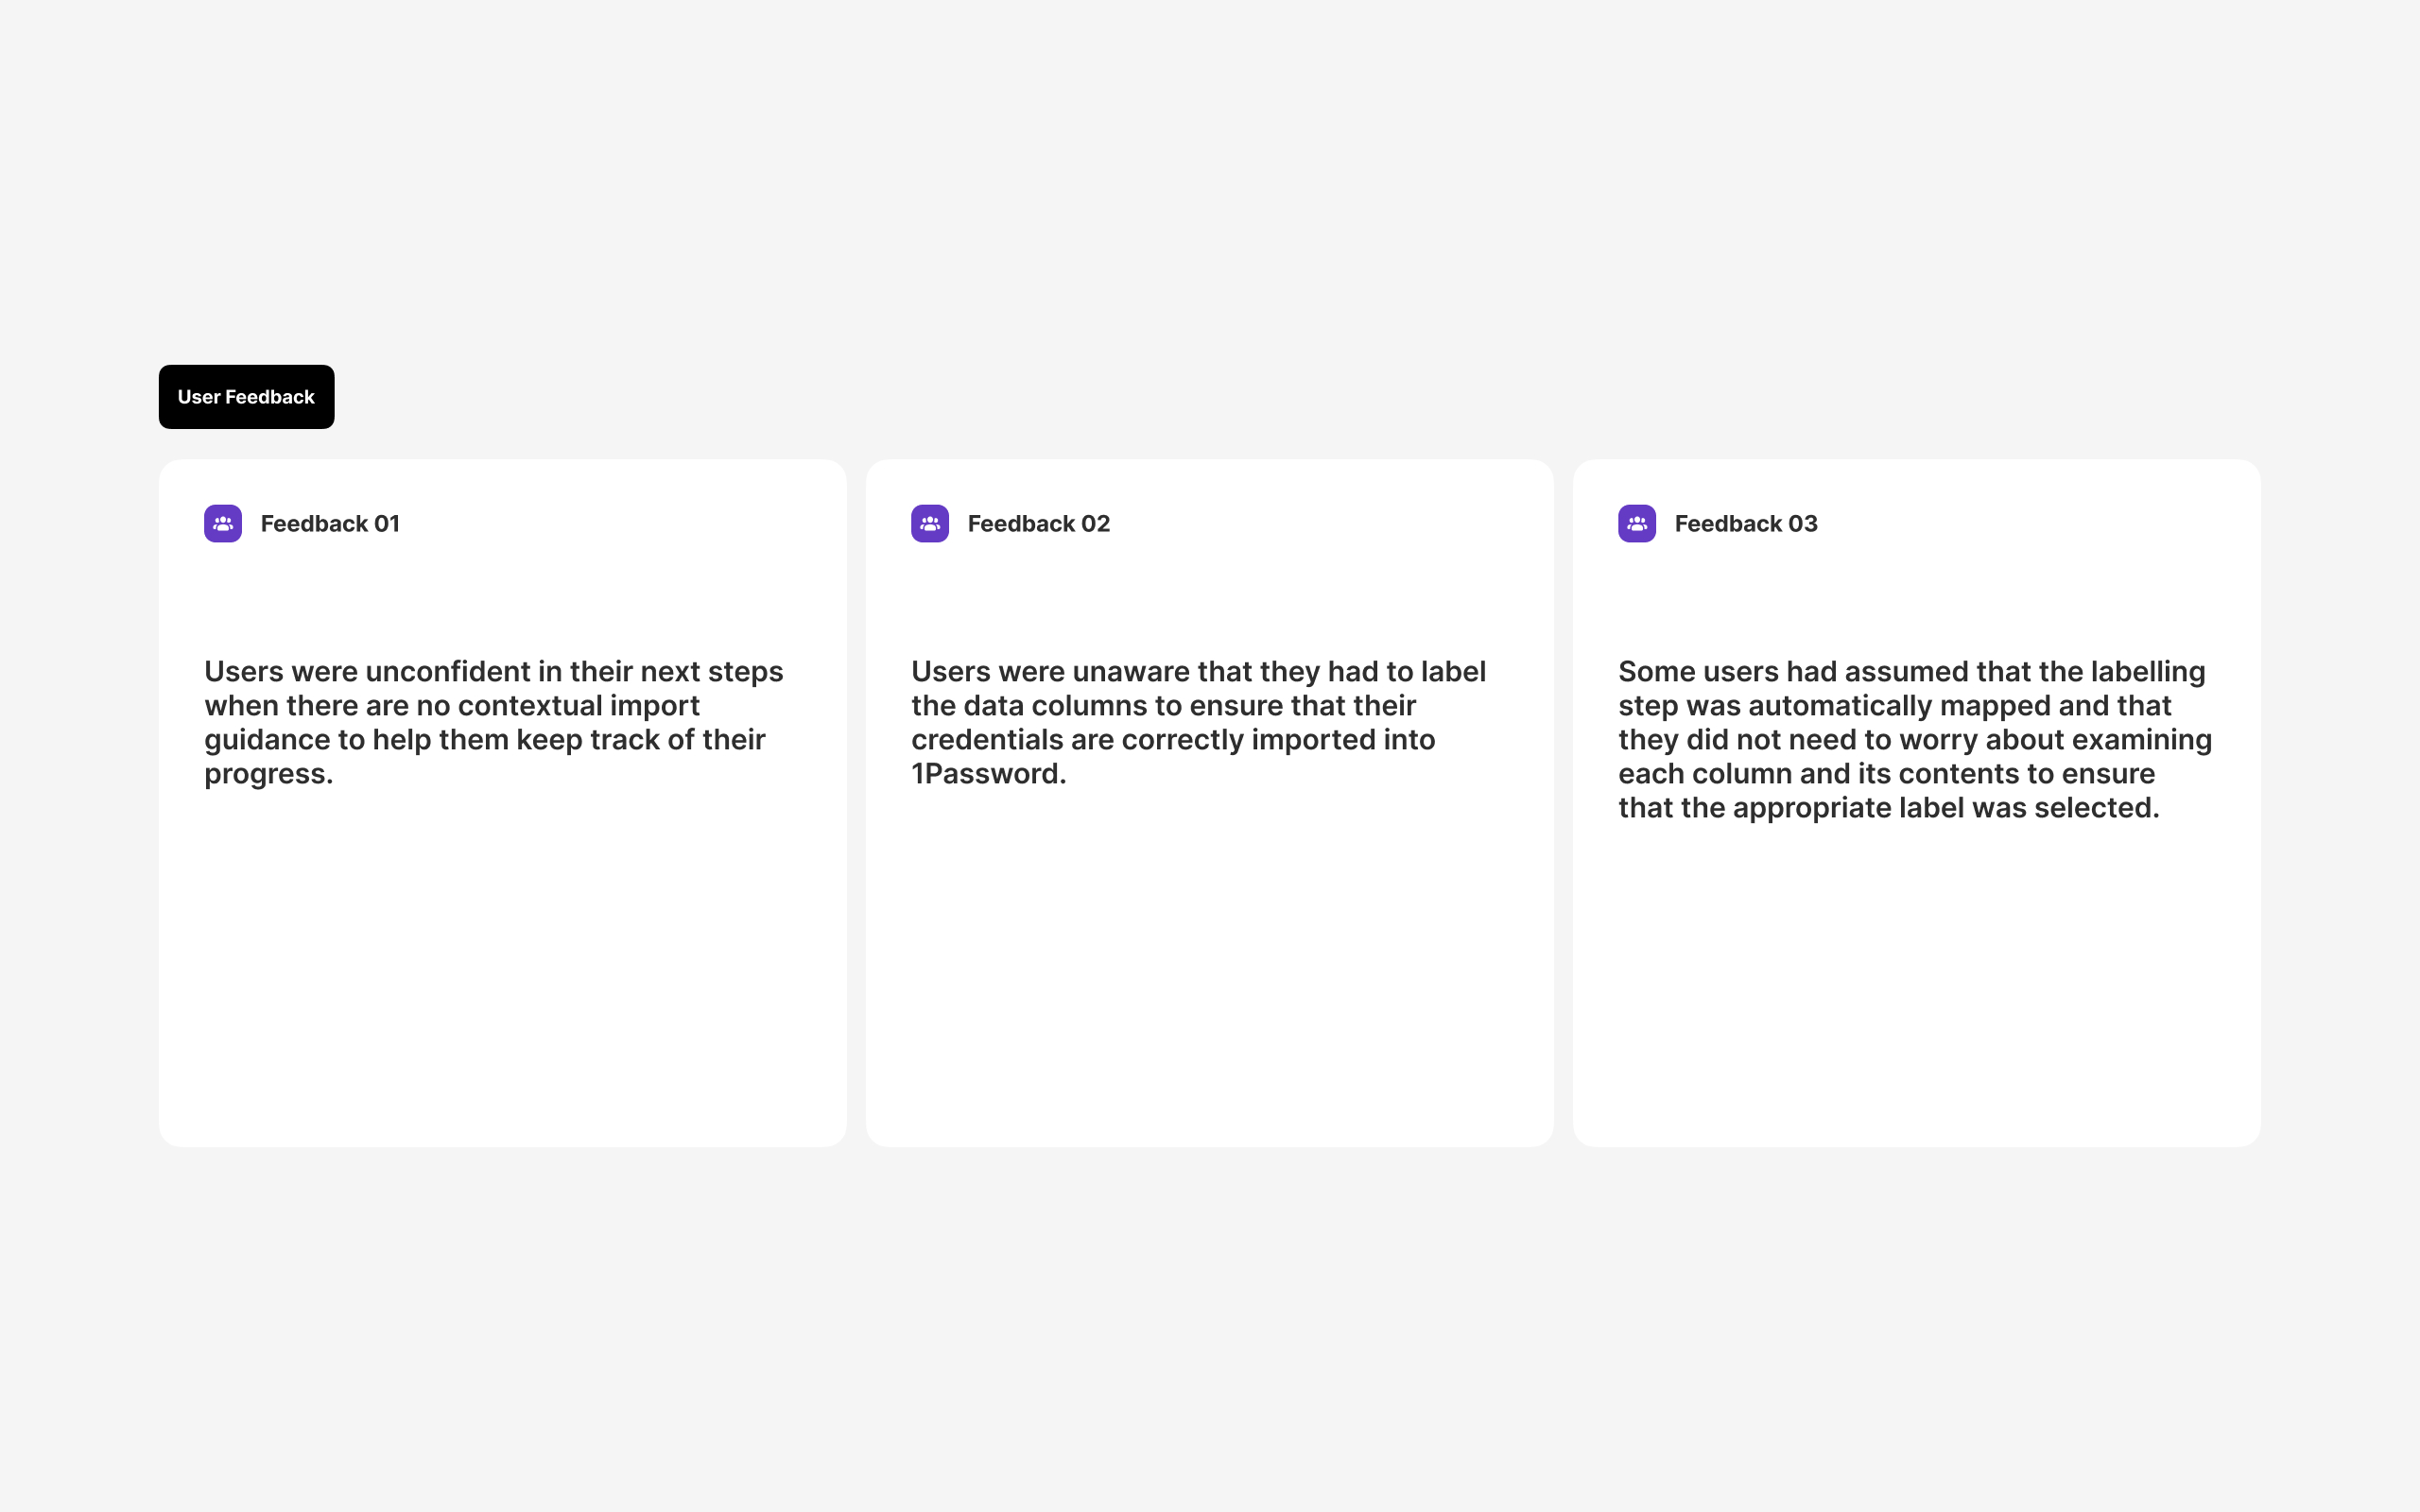 User Feedback
Feedback 01
Users were unconfident in their next steps
when there are no contextual import
guidance to help them keep track of their
progress.
Feedback 02
Users were unaware that they had to label
the data columns to ensure that their
credentials are correctly imported into
1Password.
Feedback 03
Some users had assumed that the labelling
step was automatically mapped and that
they did not need to worry about examining
each column and its contents to ensure
that the appropriate label was selected.